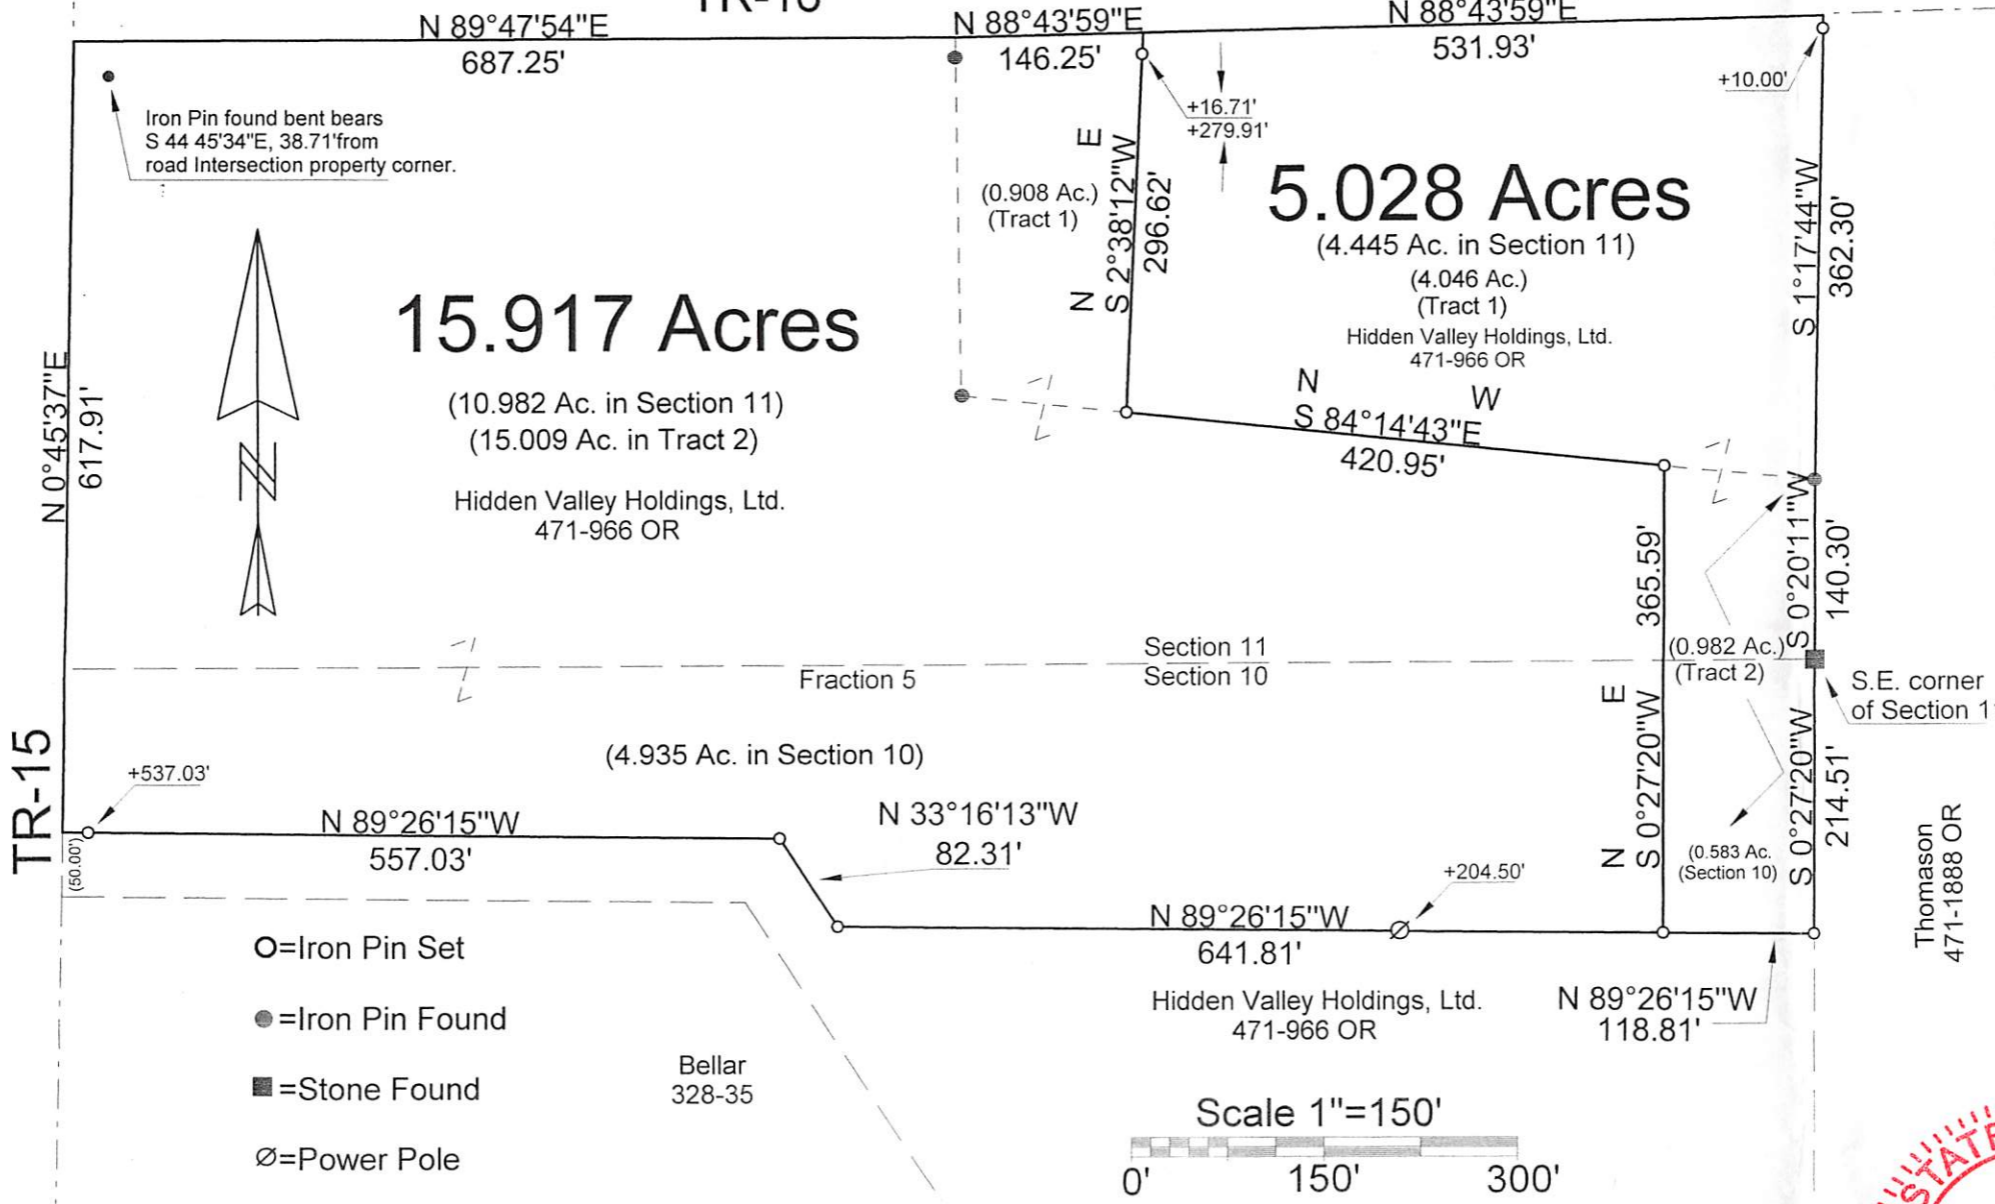 TR-16
N 89°47'54"E
687.25'
N 88°43'59"E
146.25'
N 88°43'59"E
531.93'
+10.00'
+16.71'
+279.91'
Iron Pin found bent bears
S 44 45'34"E, 38.71'from
road Intersection property corner.
(0.908 Ac.)
(Tract 1)
N E
S 2°38'12"W
296.62'
5.028 Acres
(4.445 Ac. in Section 11)
(4.046 Ac.)
(Tract 1)
Hidden Valley Holdings, Ltd.
471-966 OR
S 1°17'44"W
362.30'
15.917 Acres
(10.982 Ac. in Section 11)
(15.009 Ac. in Tract 2)
Hidden Valley Holdings, Ltd.
471-966 OR
N 0°45'37"E
617.91'
N
N W
S 84°14'43"E
420.95'
365.59'
S 0°20'11"W
140.30'
Section 11
Section 10
Fraction 5
(0.982 Ac.)
(Tract 2)
S.E. corner
of Section 1
N E
S 0°27'20"W
S 0°27'20"W
214.51'
(4.935 Ac. in Section 10)
TR-15
+537.03'
(50.00")
N 89°26'15"W
557.03'
N 33°16'13"W
82.31'
+204.50'
(0.583 Ac.
(Section 10)
Thomason
471-1888 OR
N 89°26'15"W
641.81'
Hidden Valley Holdings, Ltd.
471-966 OR
N 89°26'15"W
118.81'
O=Iron Pin Set
=Iron Pin Found
=Stone Found
Ø=Power Pole
Bellar
328-35
Scale 1"=150'
0' 150' 300'
STATE